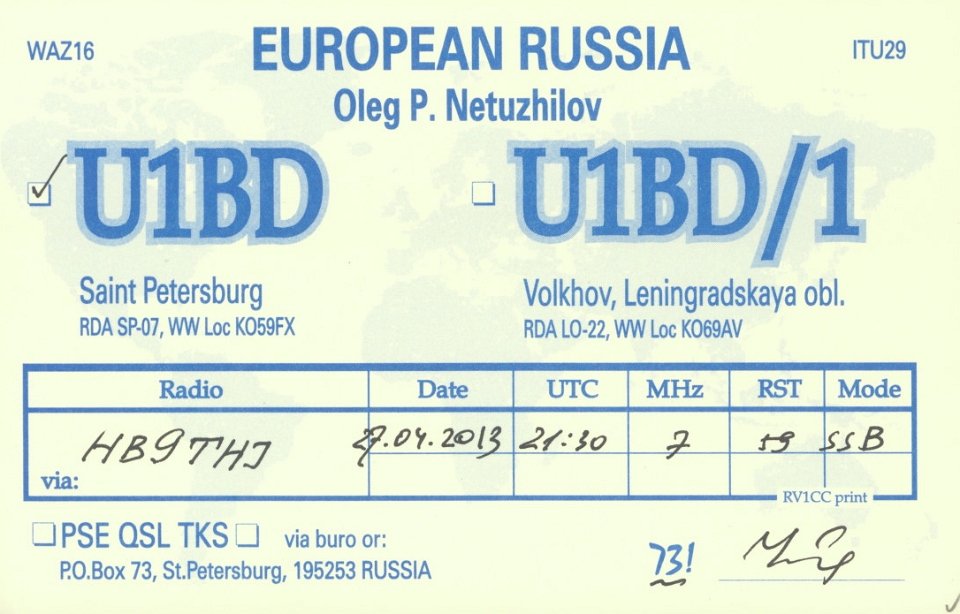 WAZ16
EUROPEAN RUSSIA
ITU29
Oleg P. Netuzhilov
U1BD
U1BD/1
Saint Petersburg
RDA SP-07, WW Loc KO59FX
Volkhov, Leningradskaya obl.
RDA LO-22, WW Loc KO69AV
Radio Date UTC MHz RST Mode
HB9THJ 27.04.2013 21:30 7 59 SSB
via:
RV1CC print
PSE QSL TKS via buro or:
P.O.Box 73, St.Petersburg, 195253 RUSSIA
73!